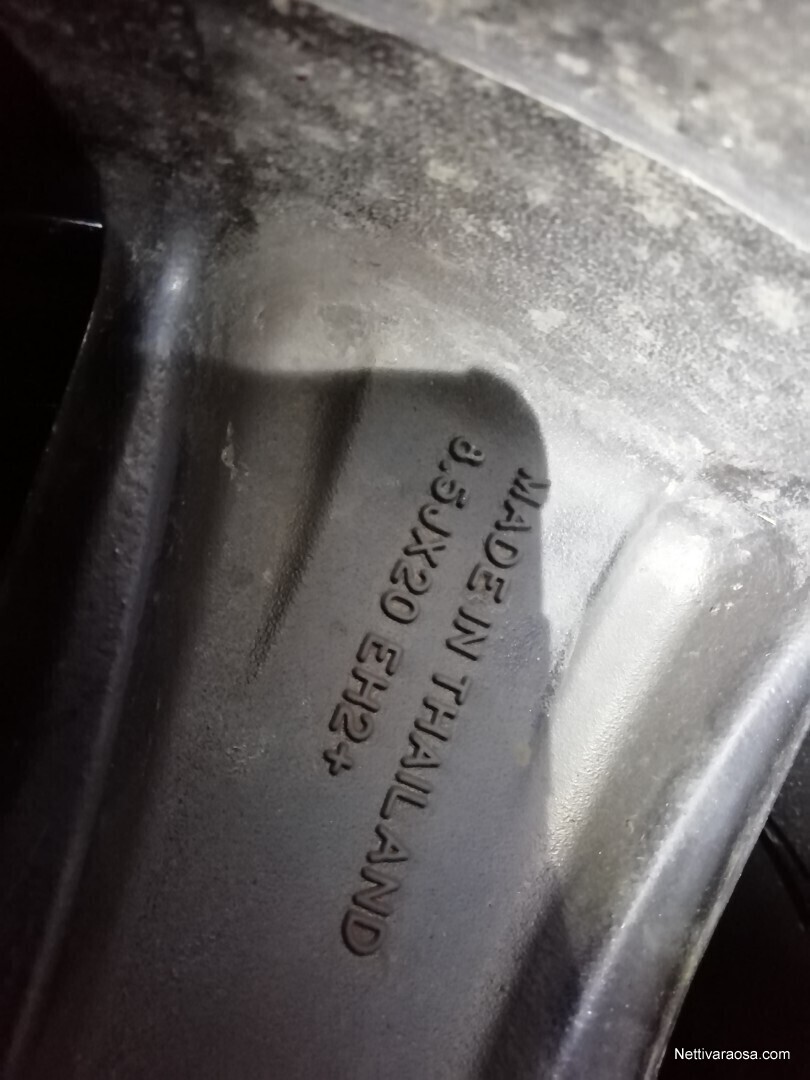 MADE IN THAILAND
8.5JX20 EH2+
Nettivaraosa.com